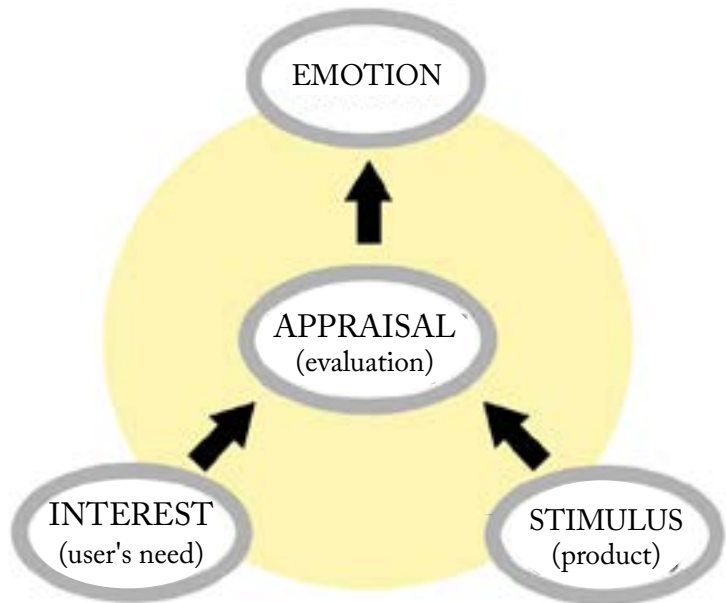 EMOTION
APPRAISAL
(evaluation)
INTEREST
(user's need)
STIMULUS
(product)